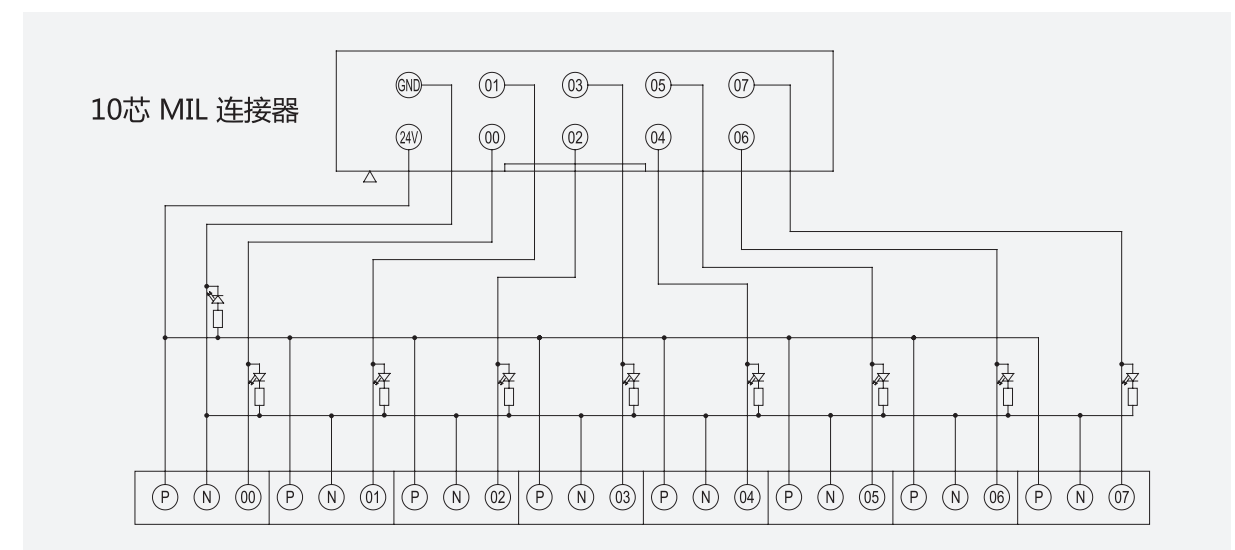 GND 01 03 05 07
10芯 MIL 连接器
24V 00 02 04 06
P N 00 P N 01 P N 02 P N 03 P N 04 P N 05 P N 06 P N 07